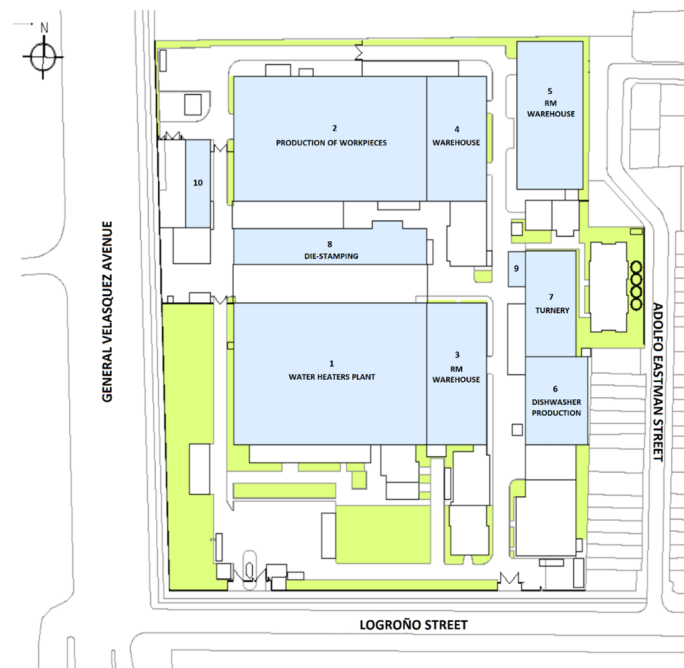 N
5
RM
WAREHOUSE
2
PRODUCTION OF WORKPIECES
4
WAREHOUSE
10
8
DIE-STAMPING
9
7
TURNERY
GENERAL VELASQUEZ AVENUE
ADOLFO EASTMAN STREET
1
WATER HEATERS PLANT
3
RM
WAREHOUSE
6
DISHWASHER
PRODUCTION
LOGROÑO STREET